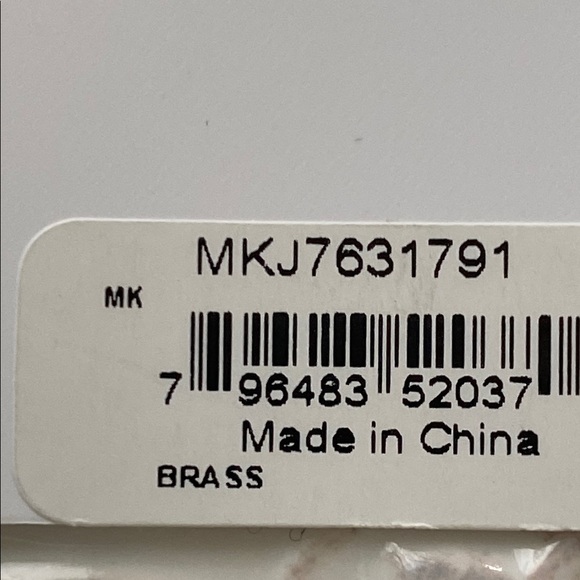 MKJ7631791
MK
7 96483 52037
Made in China
BRASS